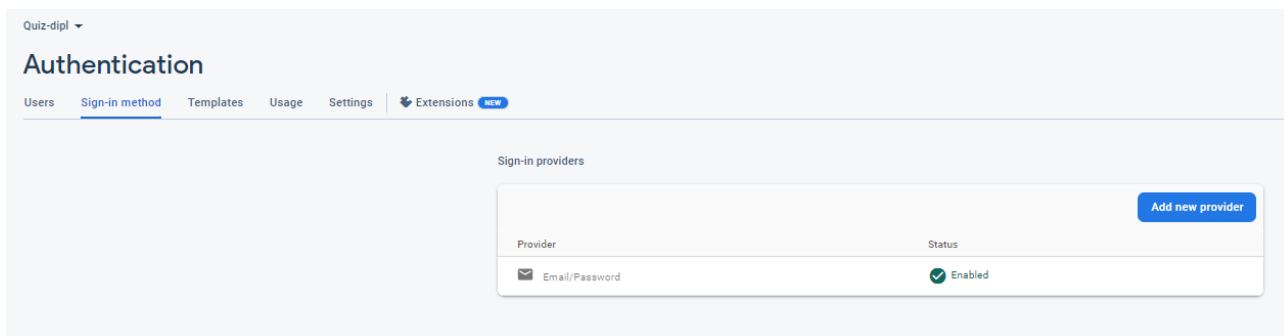 Quiz-dipl
Authentication
Users Sign-in method Templates Usage Settings Extensions NEW
Sign-in providers
Add new provider
Provider Status
Email/Password Enabled